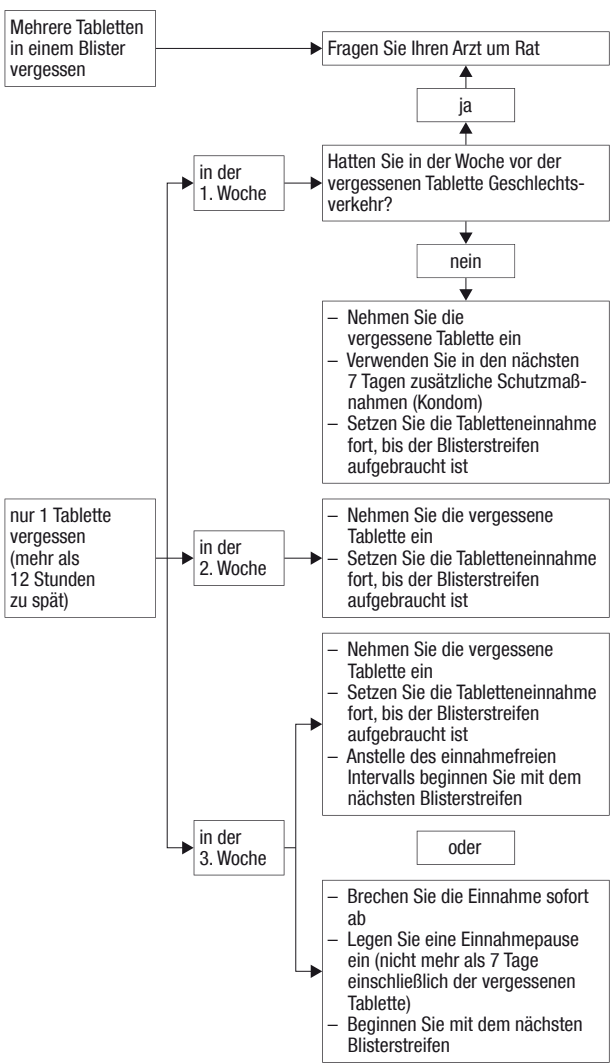 Mehrere Tabletten
in einem Blister
vergessen
Fragen Sie Ihren Arzt um Rat
ja
in der
1. Woche
Hatten Sie in der Woche vor der
vergessenen Tablette Geschlechts-
verkehr?
nein
– Nehmen Sie die
vergessene Tablette ein
– Verwenden Sie in den nächsten
7 Tagen zusätzliche Schutzmaß-
nahmen (Kondom)
– Setzen Sie die Tabletteneinnahme
fort, bis der Blisterstreifen
aufgebraucht ist
nur 1 Tablette
vergessen
(mehr als
12 Stunden
zu spät)
in der
2. Woche
– Nehmen Sie die vergessene
Tablette ein
– Setzen Sie die Tabletteneinnahme
fort, bis der Blisterstreifen
aufgebraucht ist
– Nehmen Sie die vergessene
Tablette ein
– Setzen Sie die Tabletteneinnahme
fort, bis der Blisterstreifen
aufgebraucht ist
– Anstelle des einnahmefreien
Intervalls beginnen Sie mit dem
nächsten Blisterstreifen
in der
3. Woche
oder
– Brechen Sie die Einnahme sofort
ab
– Legen Sie eine Einnahmepause
ein (nicht mehr als 7 Tage
einschließlich der vergessenen
Tablette)
– Beginnen Sie mit dem nächsten
Blisterstreifen